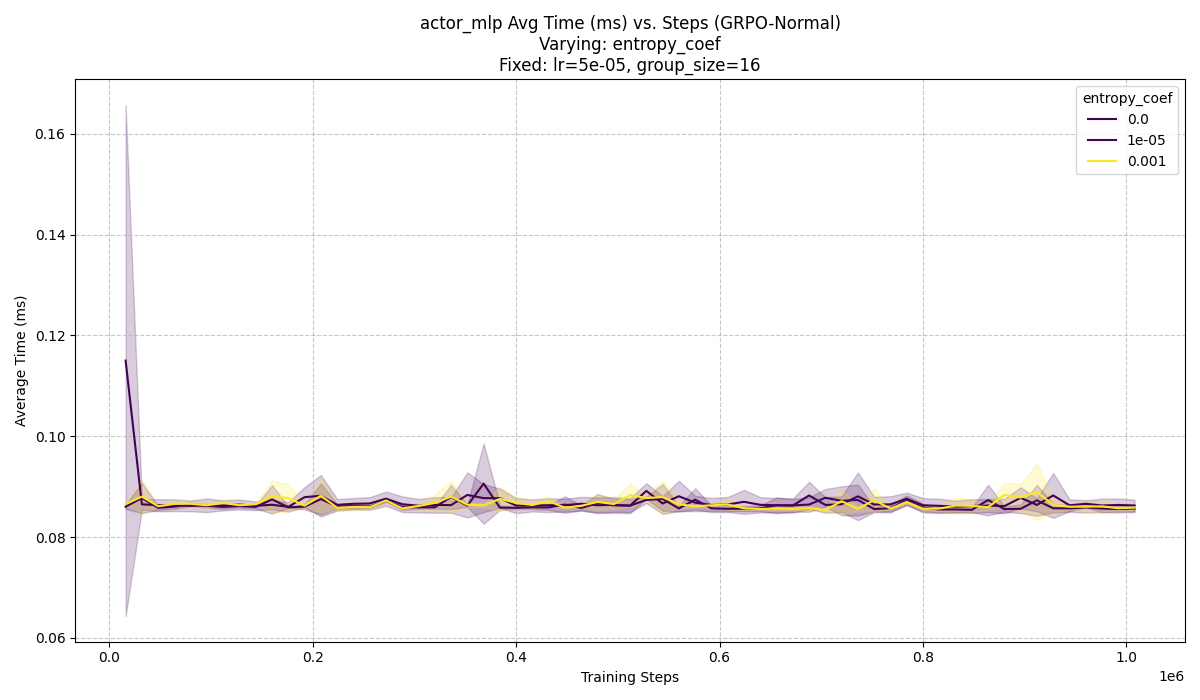 actor_mlp Avg Time (ms) vs. Steps (GRPO-Normal)
Varying: entropy_coef
Fixed: lr=5e-05, group_size=16
entropy_coef
0.0
1e-05
0.001
Average Time (ms)
0.16
0.14
0.12
0.10
0.08
0.06
0.0 0.2 0.4 0.6 0.8 1.0
1e6
Training Steps